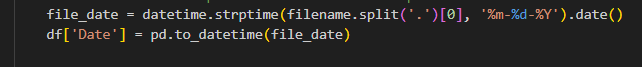 file_date = datetime.strptime(filename.split('.')[0], '%m-%d-%Y').date()
df['Date'] = pd.to_datetime(file_date)